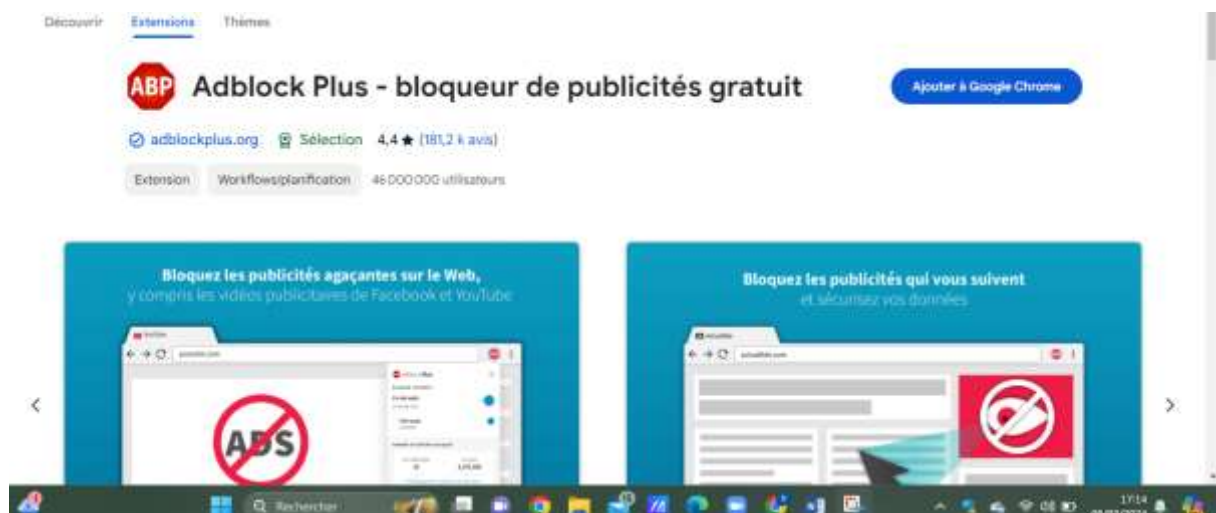 Découvrir Extensions Thèmes
ABP Adblock Plus - bloqueur de publicités gratuit
Ajouter à Google Chrome
adblockplus.org Sélection 4,4 ★ (181,2 k avis)
Extension Workflows/planification 46 000 000 utilisateurs
Bloquez les publicités agaçantes sur le Web,
y compris les vidéos publicitaires de Facebook et YouTube
ADS
Bloquez les publicités qui vous suivent
et sécurisez vos données
Rechercher
17:14